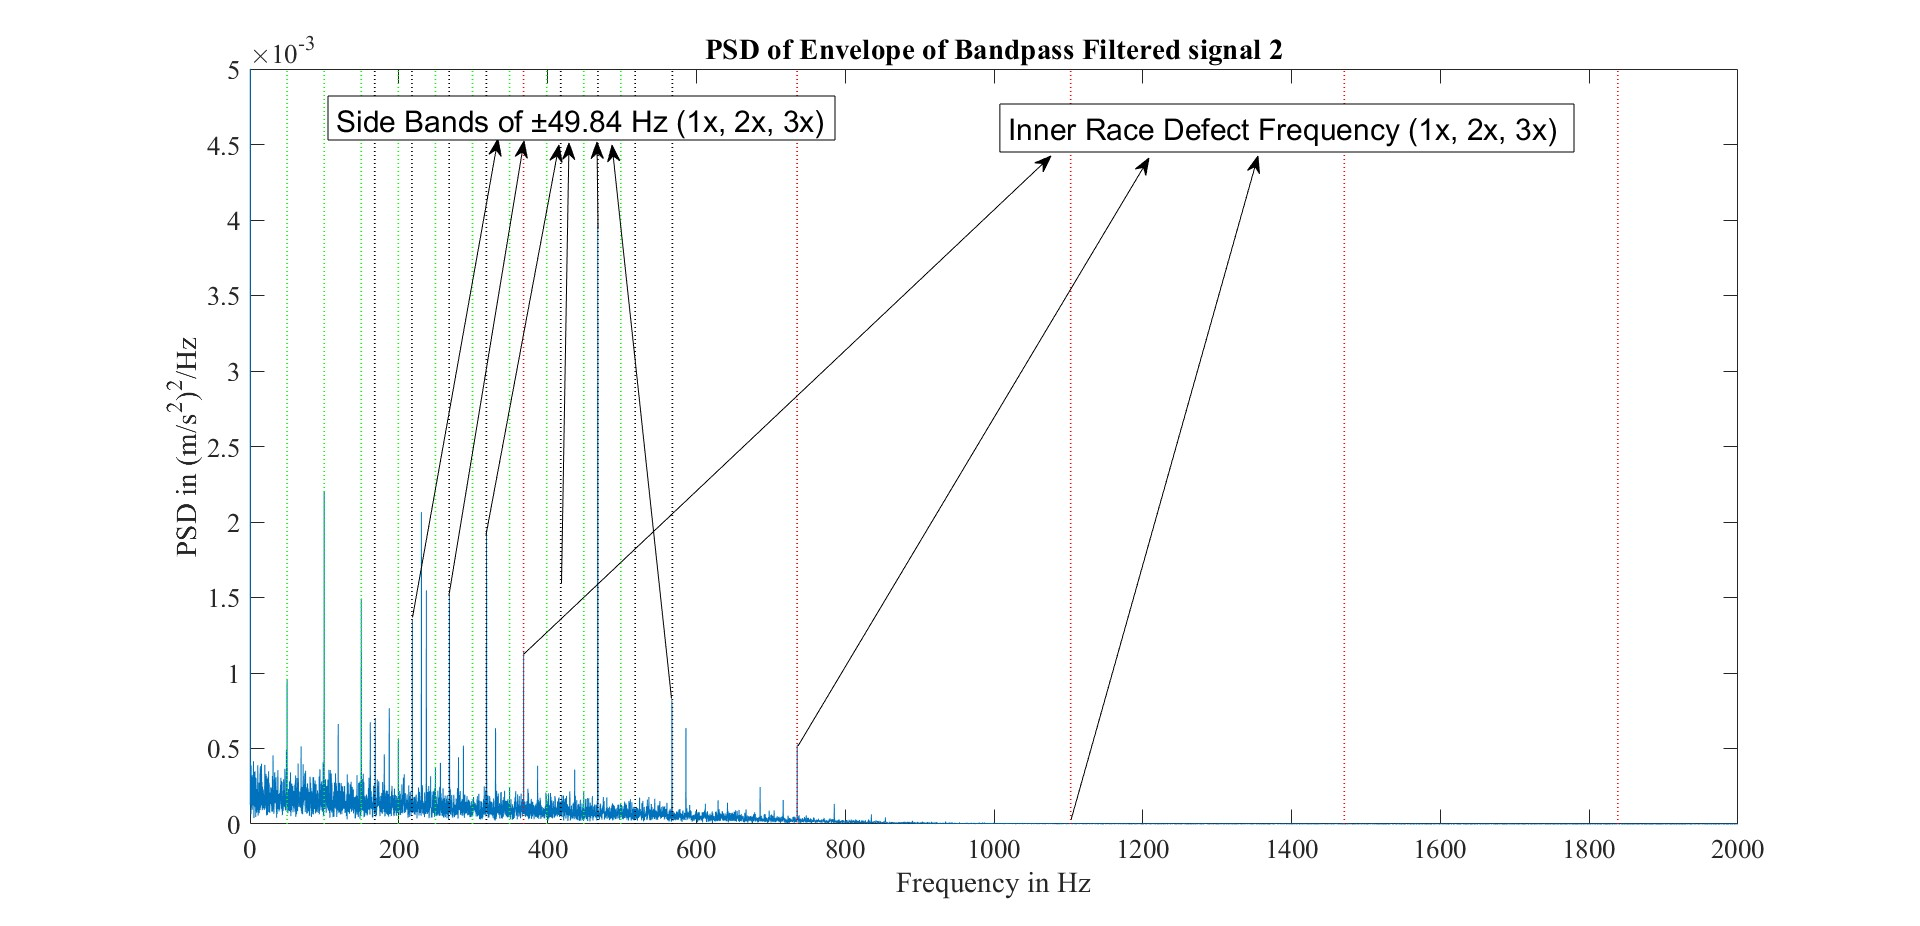 PSD of Envelope of Bandpass Filtered signal 2
×10⁻³
5
Side Bands of ±49.84 Hz (1x, 2x, 3x)
Inner Race Defect Frequency (1x, 2x, 3x)
4.5
4
3.5
3
2.5
2
1.5
1
0.5
0
PSD in (m/s²)²/Hz
0 200 400 600 800 1000 1200 1400 1600 1800 2000
Frequency in Hz